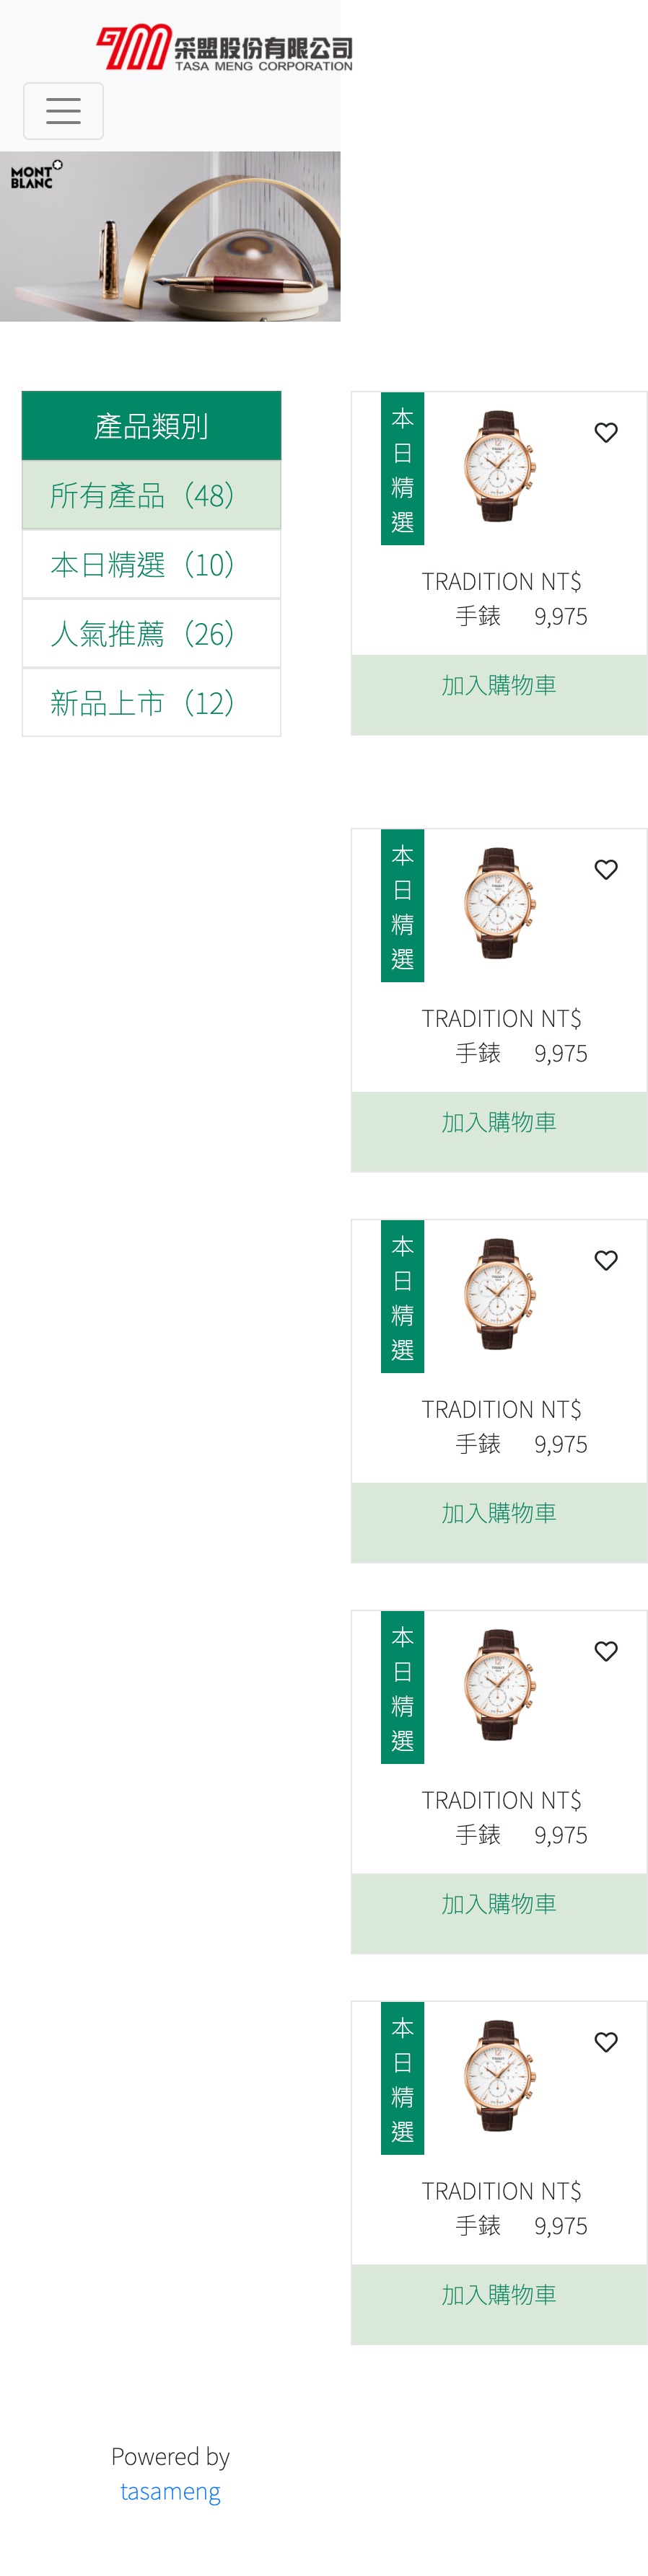 采盟股份有限公司
TASA MENG CORPORATION
MONT
BLANC
產品類別
所有產品（48）
本日精選（10）
人氣推薦（26）
新品上市（12）
本
日
精
選
TRADITION NT$
手錶 9,975
加入購物車
本
日
精
選
TRADITION NT$
手錶 9,975
加入購物車
本
日
精
選
TRADITION NT$
手錶 9,975
加入購物車
本
日
精
選
TRADITION NT$
手錶 9,975
加入購物車
本
日
精
選
TRADITION NT$
手錶 9,975
加入購物車
Powered by
tasameng